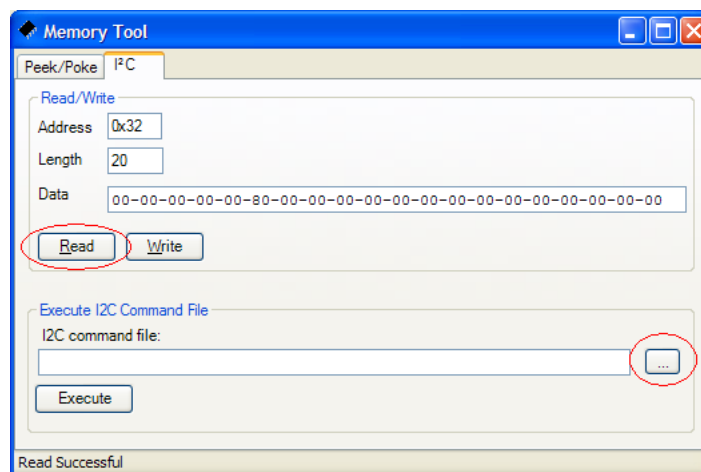 Memory Tool
Peek/Poke I²C
Read/Write
Address 0x32
Length 20
Data 00-00-00-00-00-80-00-00-00-00-00-00-00-00-00-00-00-00-00-00
Read Write
Execute I2C Command File
I2C command file:
...
Execute
Read Successful